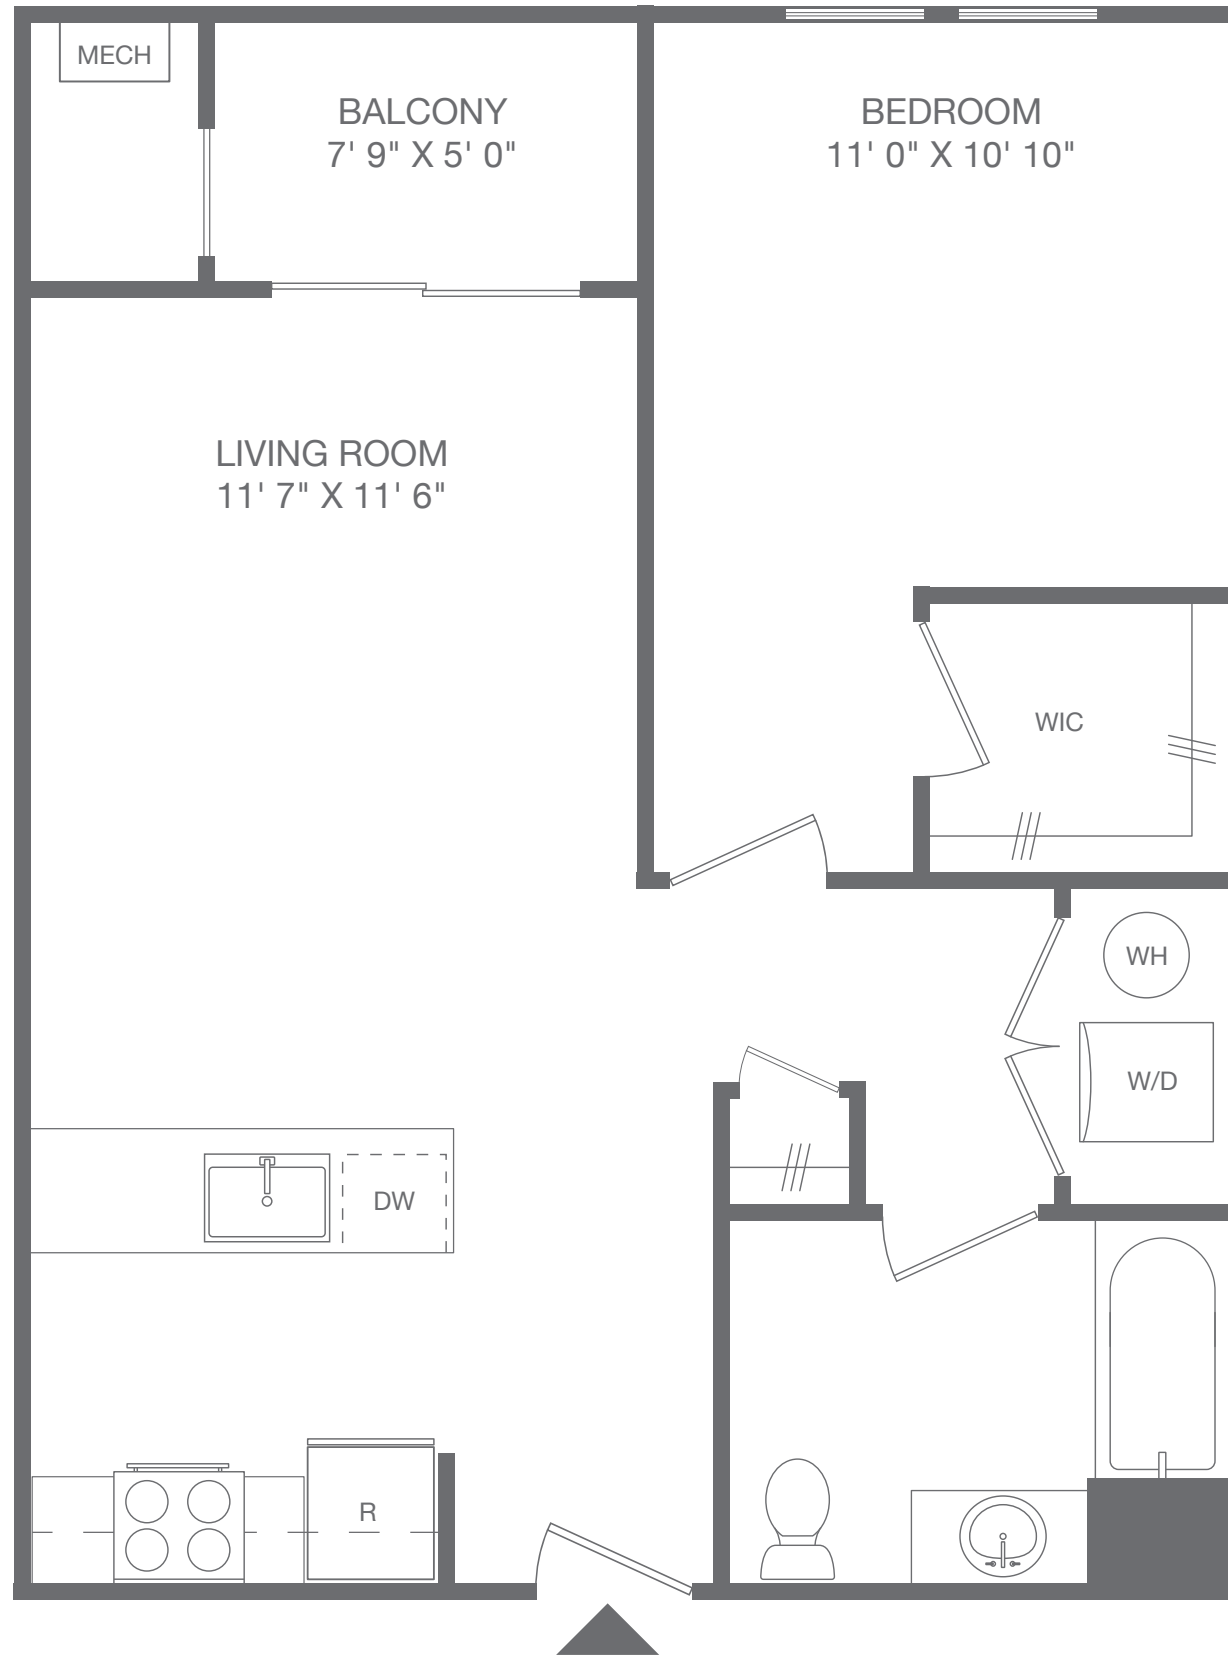 MECH
BALCONY
7' 9" X 5' 0"
BEDROOM
11' 0" X 10' 10"
LIVING ROOM
11' 7" X 11' 6"
WIC
WH
W/D
DW
R